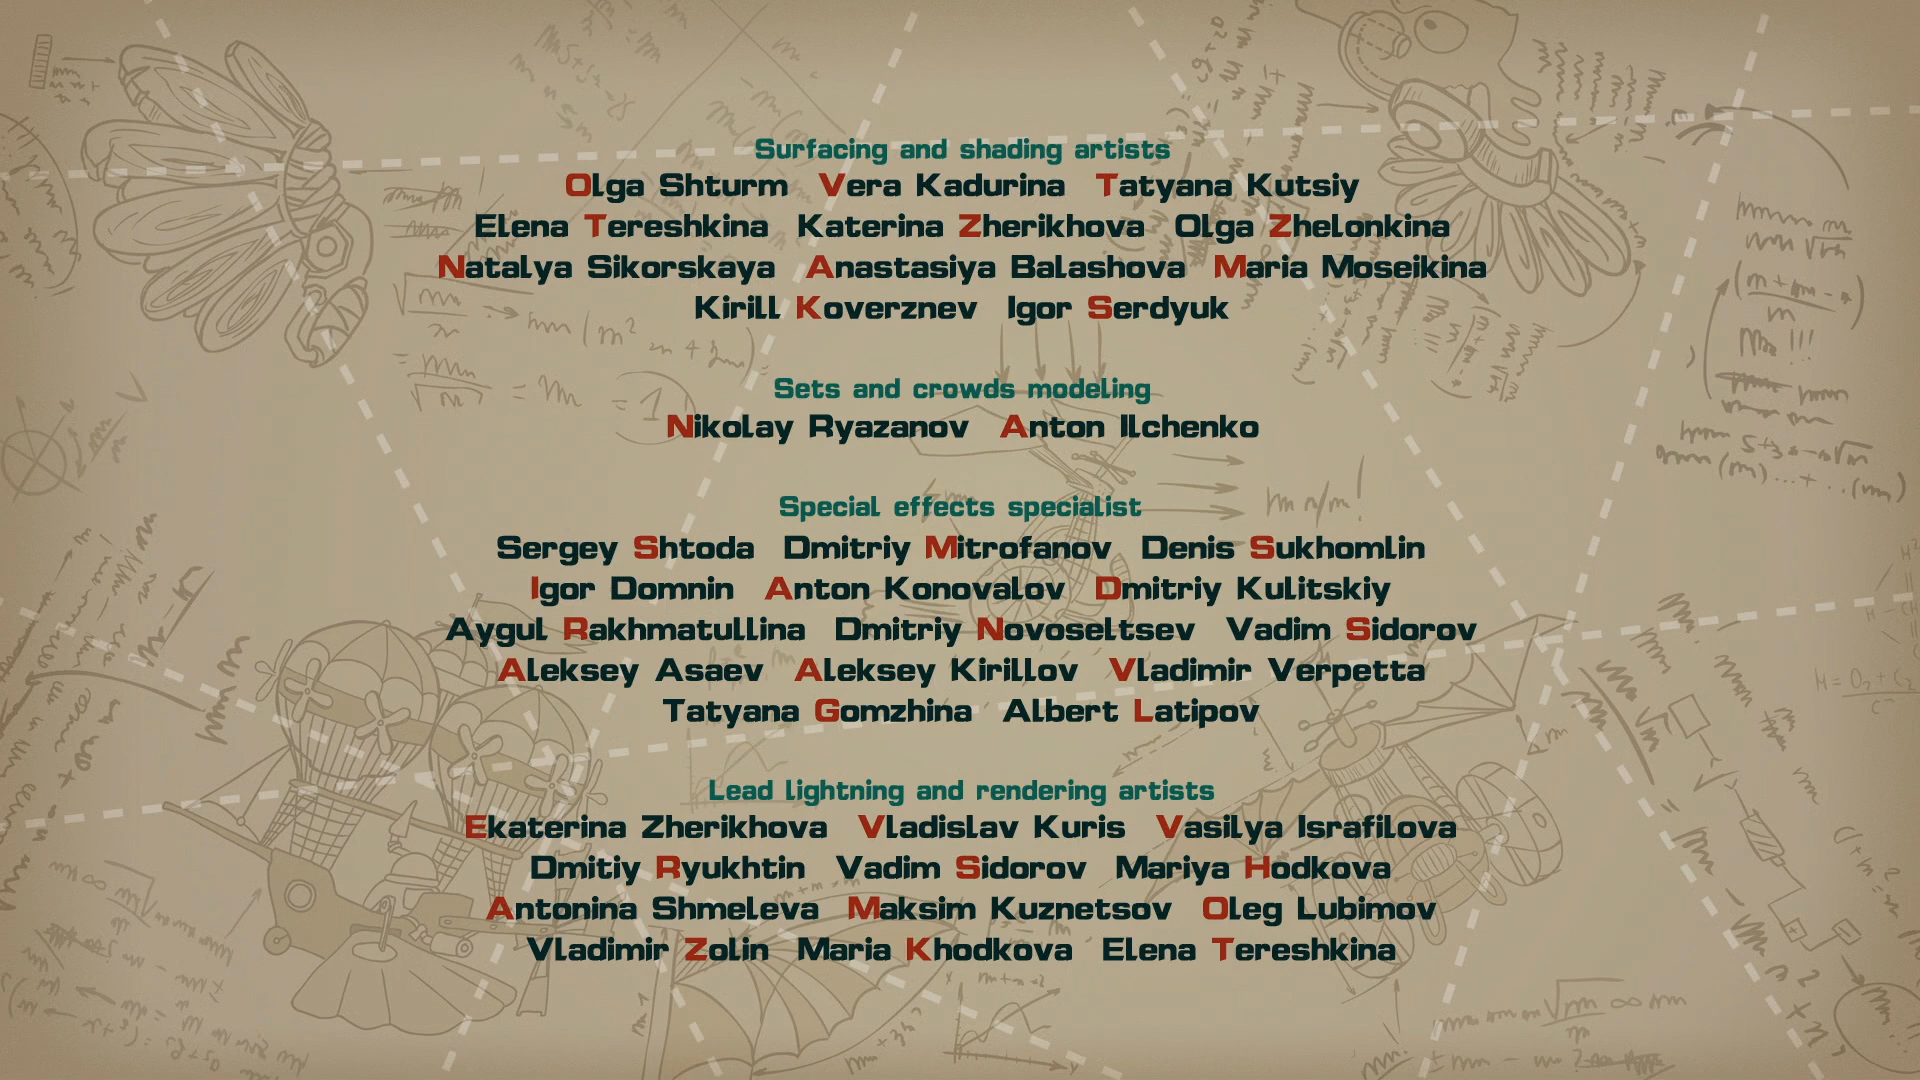 Surfacing and shading artists
Olga Shturm Vera Kadurina Tatyana Kutsiy
Elena Tereshkina Katerina Zherikhova Olga Zhelonkina
Natalya Sikorskaya Anastasiya Balashova Maria Moseikina
Kirill Koverznev Igor Serdyuk
Sets and crowds modeling
Nikolay Ryazanov Anton Ilchenko
Special effects specialist
Sergey Shtoda Dmitriy Mitrofanov Denis Sukhomlin
Igor Domnin Anton Konovalov Dmitriy Kulitskiy
Aygul Rakhmatullina Dmitriy Novoseltsev Vadim Sidorov
Aleksey Asaev Aleksey Kirillov Vladimir Verpetta
Tatyana Gomzhina Albert Latipov
Lead lightning and rendering artists
Ekaterina Zherikhova Vladislav Kuris Vasilya Israfilova
Dmitiy Ryukhtin Vadim Sidorov Mariya Hodkova
Antonina Shmeleva Maksim Kuznetsov Oleg Lubimov
Vladimir Zolin Maria Khodkova Elena Tereshkina